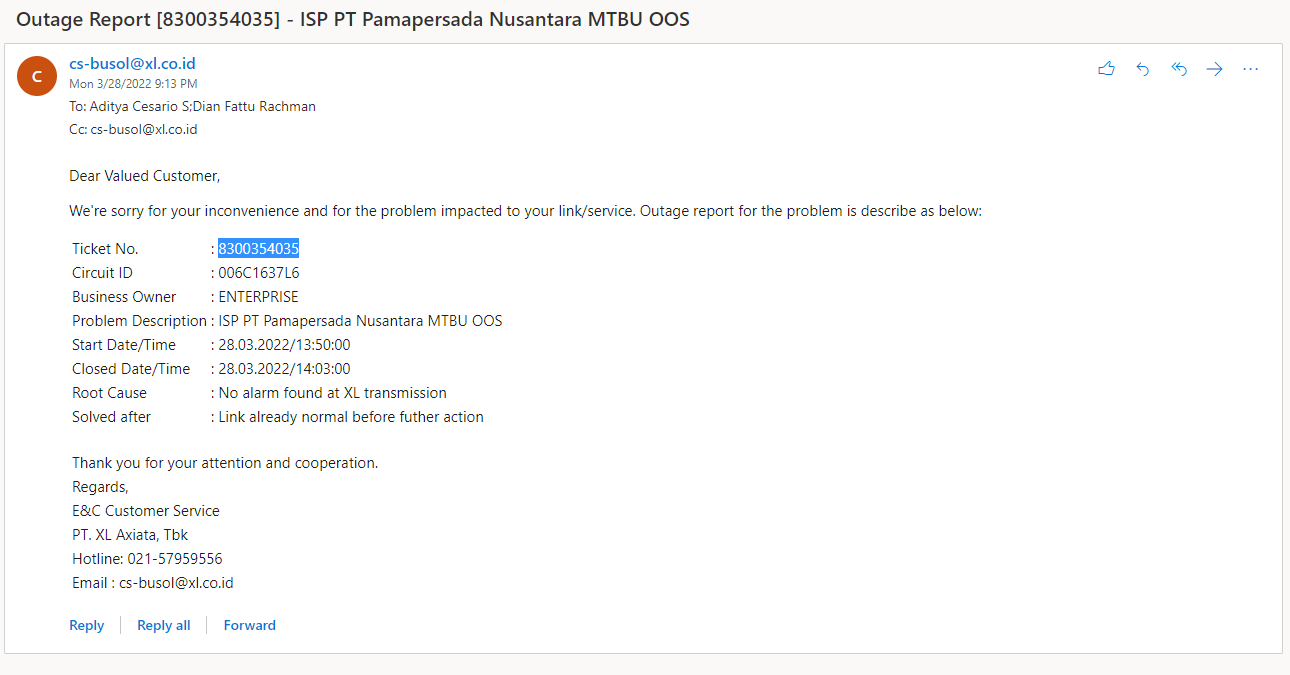 Outage Report [8300354035] - ISP PT Pamapersada Nusantara MTBU OOS
C
cs-busol@xl.co.id
Mon 3/28/2022 9:13 PM
To: Aditya Cesario S;Dian Fattu Rachman
Cc: cs-busol@xl.co.id
Dear Valued Customer,
We're sorry for your inconvenience and for the problem impacted to your link/service. Outage report for the problem is describe as below:
Ticket No. : 8300354035
Circuit ID : 006C1637L6
Business Owner : ENTERPRISE
Problem Description : ISP PT Pamapersada Nusantara MTBU OOS
Start Date/Time : 28.03.2022/13:50:00
Closed Date/Time : 28.03.2022/14:03:00
Root Cause : No alarm found at XL transmission
Solved after : Link already normal before futher action
Thank you for your attention and cooperation.
Regards,
E&C Customer Service
PT. XL Axiata, Tbk
Hotline: 021-57959556
Email : cs-busol@xl.co.id
Reply Reply all Forward